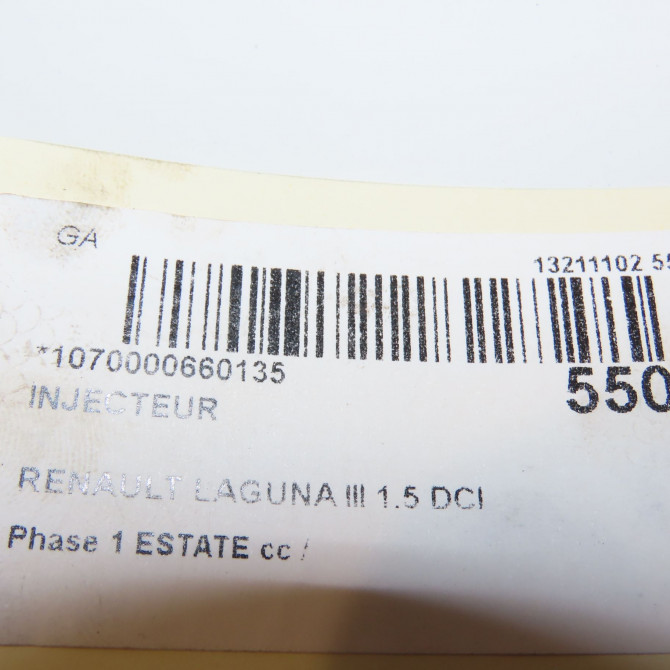 GA
13211102 55
*1070000660135
550
INJECTEUR
RENAULT LAGUNA III 1.5 DCI
Phase 1 ESTATE cc /